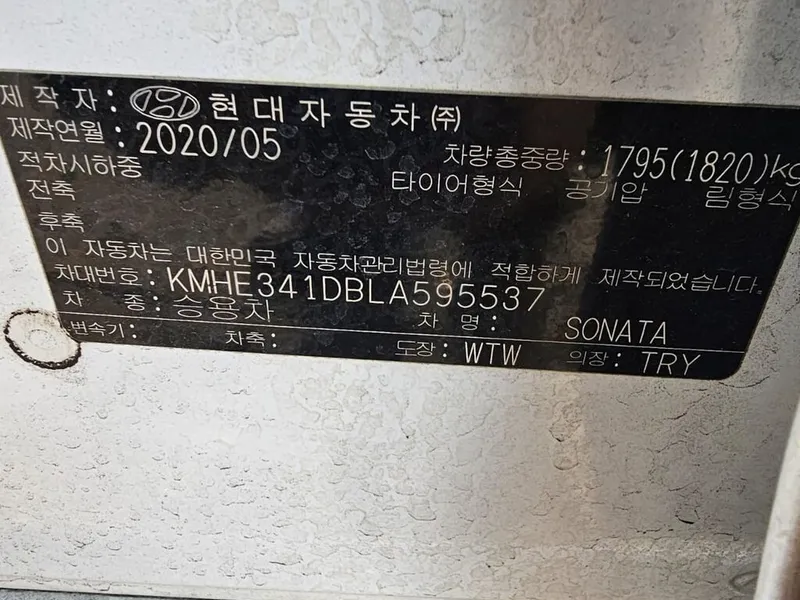 제 작 자 : 현 대 자 동 차 ㈜
제작연월 : 2020/05 차량총중량 : 1795(1820)kg
적차시하중 타이어형식 공기압 림형식
전축
후축
이 자동차는 대한민국 자동차관리법령에 적합하게 제작되었습니다.
차대번호 : KMHE341DBLA595537
차 종 : 승용차 차 명 : SONATA
변속기 : 차축 : 도장 : WTW 의장 : TRY